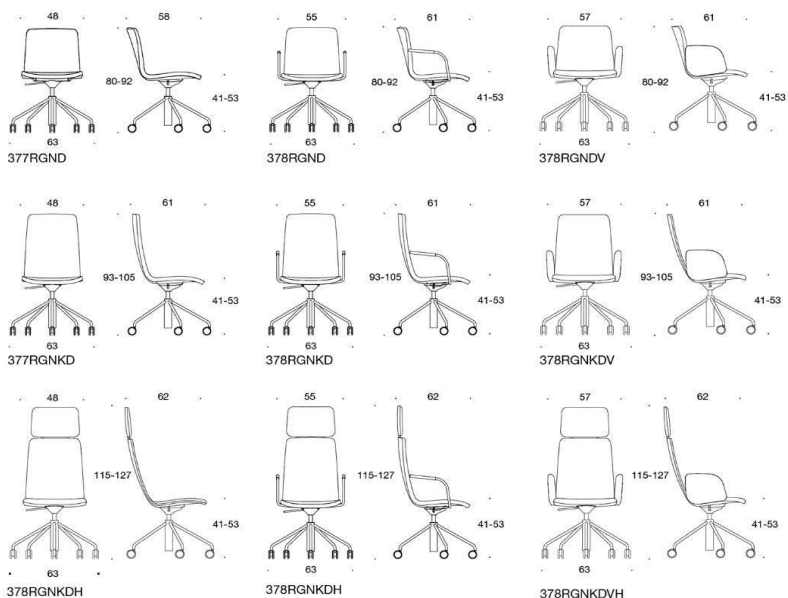 48 58 55 61 57 61
80-92 80-92 80-92
41-53 41-53 41-53
63 63 63
377RGND 378RGND 378RGNDV
48 61 55 61 57 61
93-105 93-105 93-105
41-53 41-53 41-53
63 63 63
377RGNKD 378RGNKD 378RGNKDV
48 62 55 62 57 62
115-127 115-127 115-127
41-53 41-53 41-53
63 63 63
378RGNKDH 378RGNKDH 378RGNKDVH